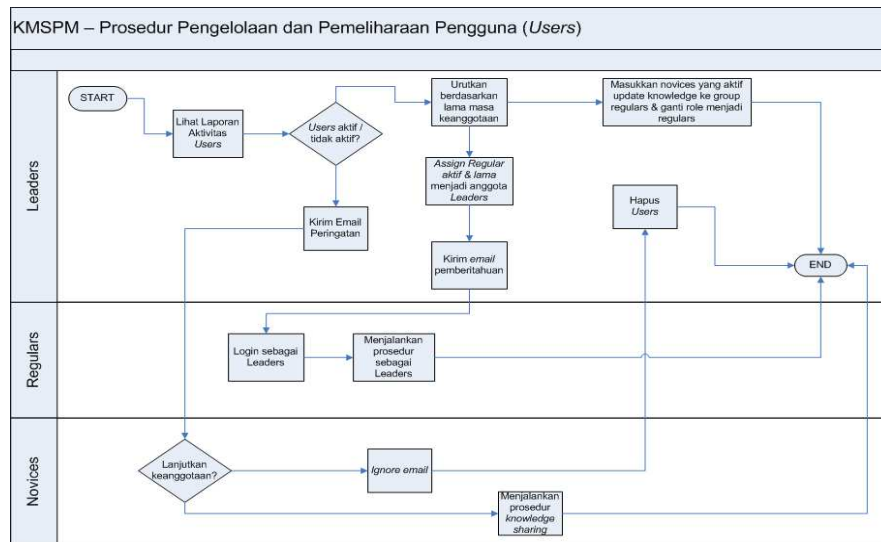 KMSPM – Prosedur Pengelolaan dan Pemeliharaan Pengguna (Users)
Leaders
START
Lihat Laporan
Aktivitas
Users
Users aktif /
tidak aktif?
Urutkan
berdasarkan
lama masa
keanggotaan
Masukkan novices yang aktif
update knowledge ke group
regulars & ganti role menjadi
regulars
Assign Regular
aktif & lama
menjadi anggota
Leaders
Hapus
Users
Kirim Email
Peringatan
Kirim email
pemberitahuan
END
Regulars
Login sebagai
Leaders
Menjalankan
prosedur
sebagai
Leaders
Novices
Lanjutkan
keanggotaan?
Ignore email
Menjalankan
prosedur
knowledge
sharing